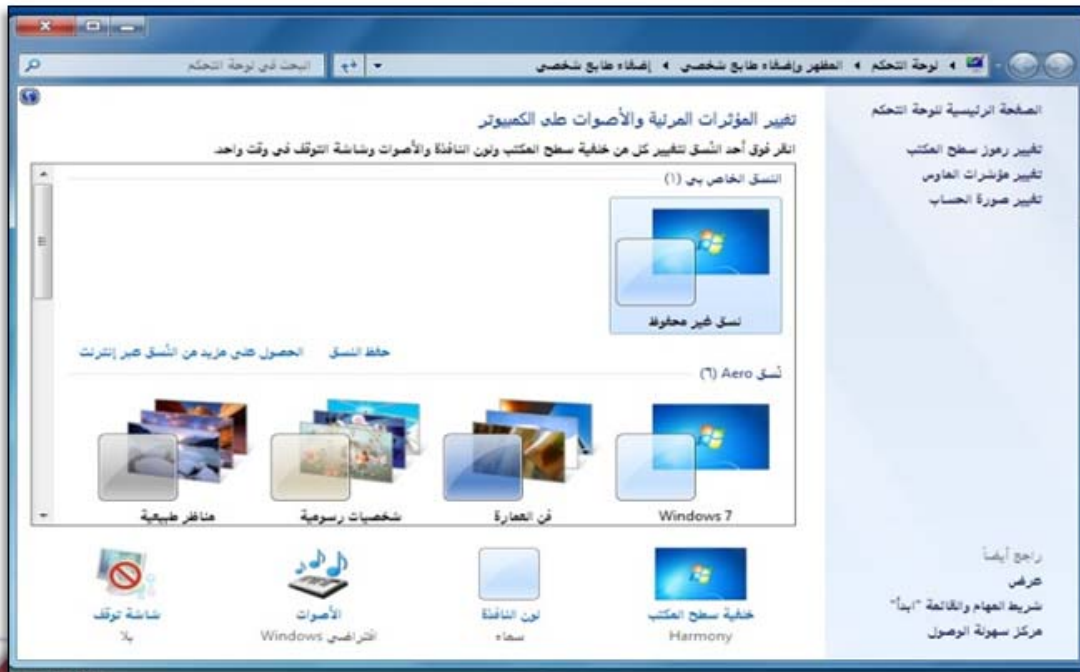 لوحة التحكم ‹ المظهر وإضفاء طابع شخصي ‹ إضفاء طابع شخصي
البحث في لوحة التحكم
الصفحة الرئيسية للوحة التحكم
تغيير رموز سطح المكتب
تغيير مؤشرات الماوس
تغيير صورة الحساب
تغيير المؤثرات المرئية والأصوات على الكمبيوتر
انقر فوق أحد النُسق لتغيير كل من خلفية سطح المكتب ولون النافذة والأصوات وشاشة التوقف في وقت واحد.
النسق الخاص بي (١)
نسق غير محفوظ
حفظ النسق
الحصول على مزيد من النُسق عبر إنترنت
نُسق Aero (٦)
Windows 7
فن العمارة
شخصيات رسومية
مناظر طبيعية
خلفية سطح المكتب
Harmony
لون النافذة
سماء
الأصوات
افتراضي Windows
شاشة توقف
بلا
راجع أيضاً
عرض
شريط المهام والقائمة "ابدأ"
مركز سهولة الوصول